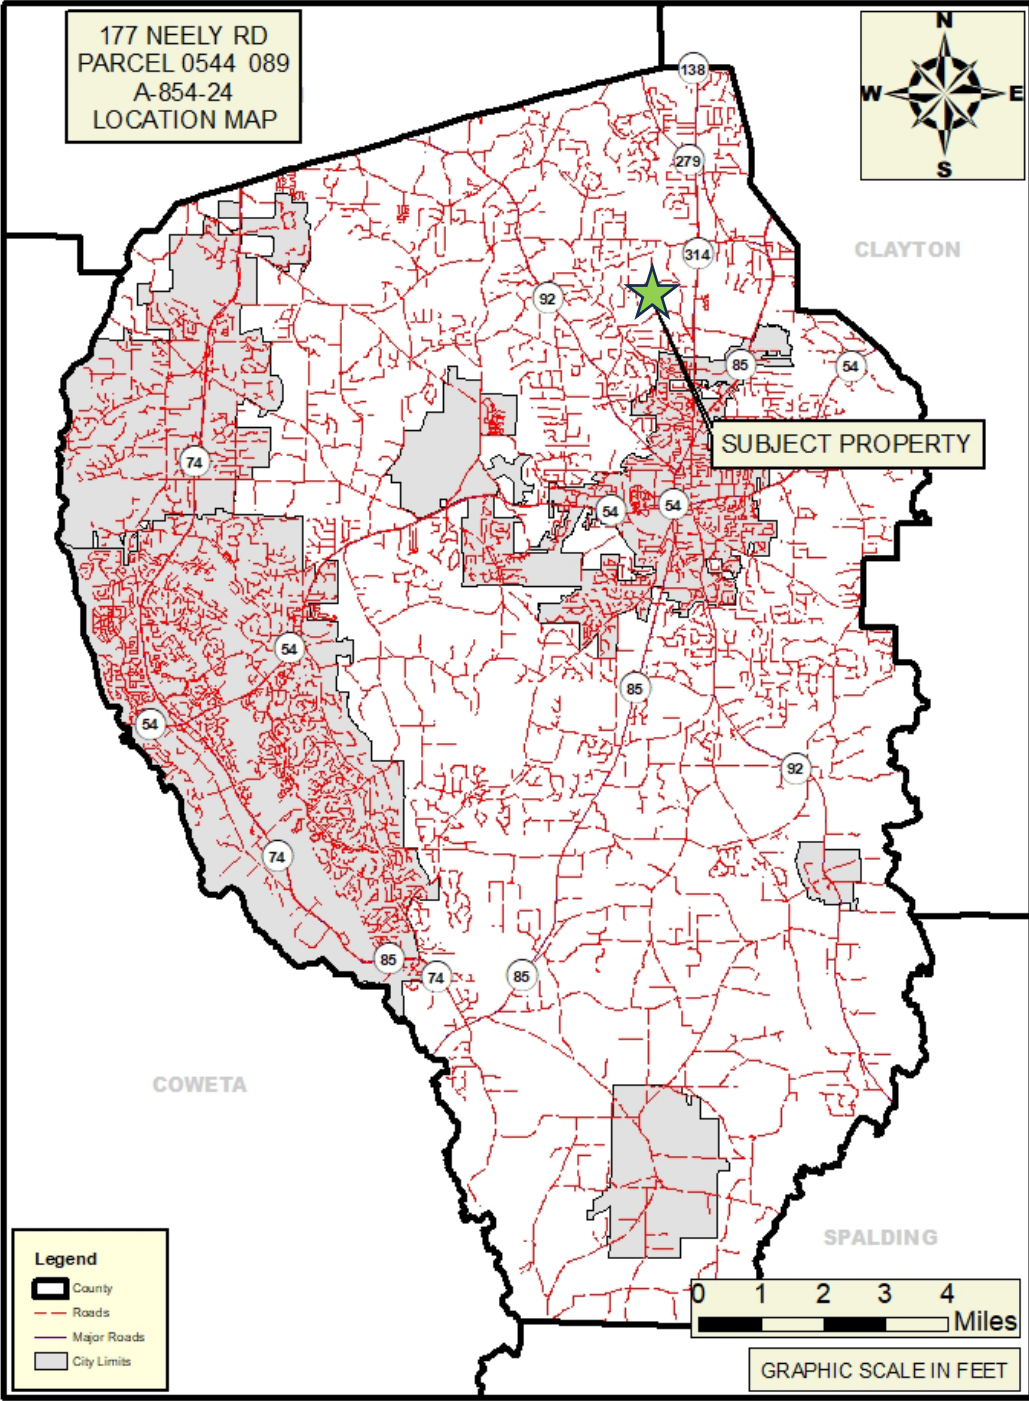 177 NEELY RD
PARCEL 0544 089
A-854-24
LOCATION MAP
N
W E
S
138
279
CLAYTON
314
92
85
54
SUBJECT PROPERTY
74
54
54
54
85
54
92
74
85
74
85
COWETA
SPALDING
Legend
County
Roads
Major Roads
City Limits
0 1 2 3 4
Miles
GRAPHIC SCALE IN FEET